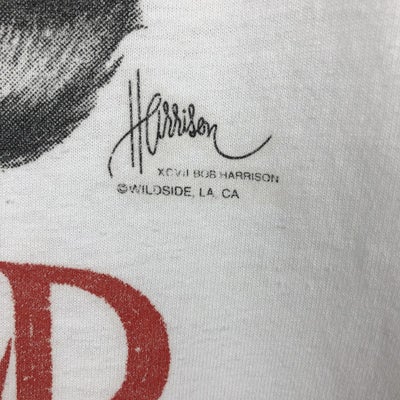 Harrison
XCVII BOB HARRISON
©WILDSIDE, LA, CA
D